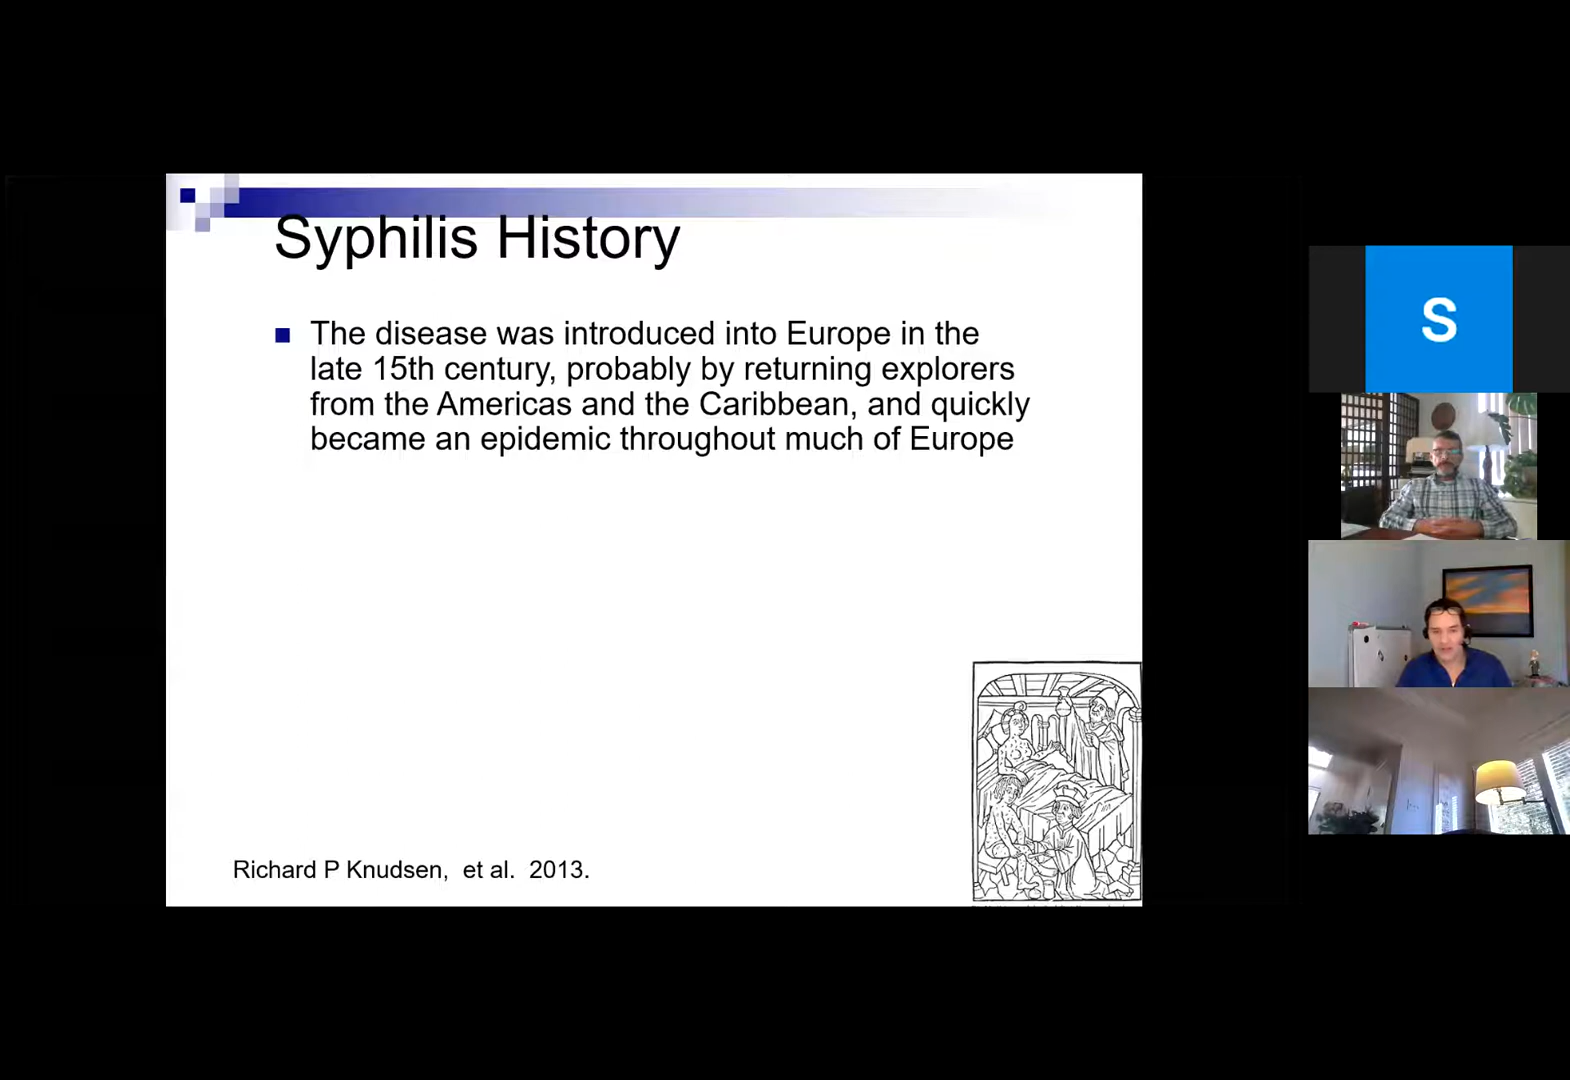 Syphilis History
The disease was introduced into Europe in the
late 15th century, probably by returning explorers
from the Americas and the Caribbean, and quickly
became an epidemic throughout much of Europe
Richard P Knudsen, et al. 2013.
S